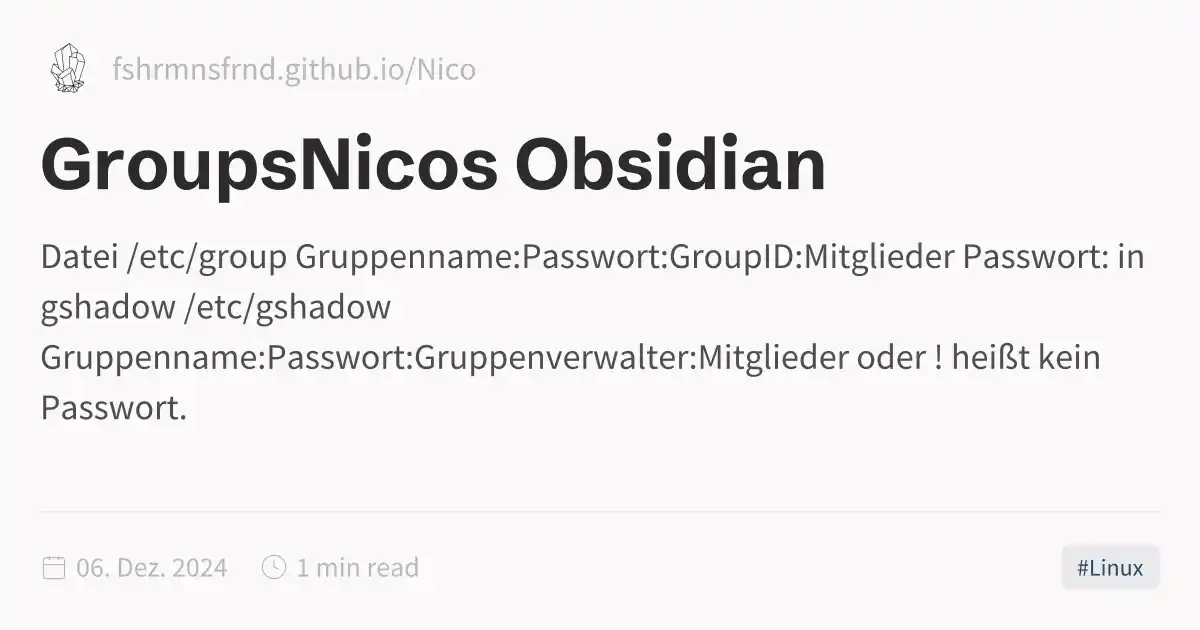 fshrmnsfrnd.github.io/Nico
GroupsNicos Obsidian
Datei /etc/group Gruppenname:Passwort:GroupID:Mitglieder Passwort: in
gshadow /etc/gshadow
Gruppenname:Passwort:Gruppenverwalter:Mitglieder oder ! heißt kein
Passwort.
06. Dez. 2024
1 min read
#Linux